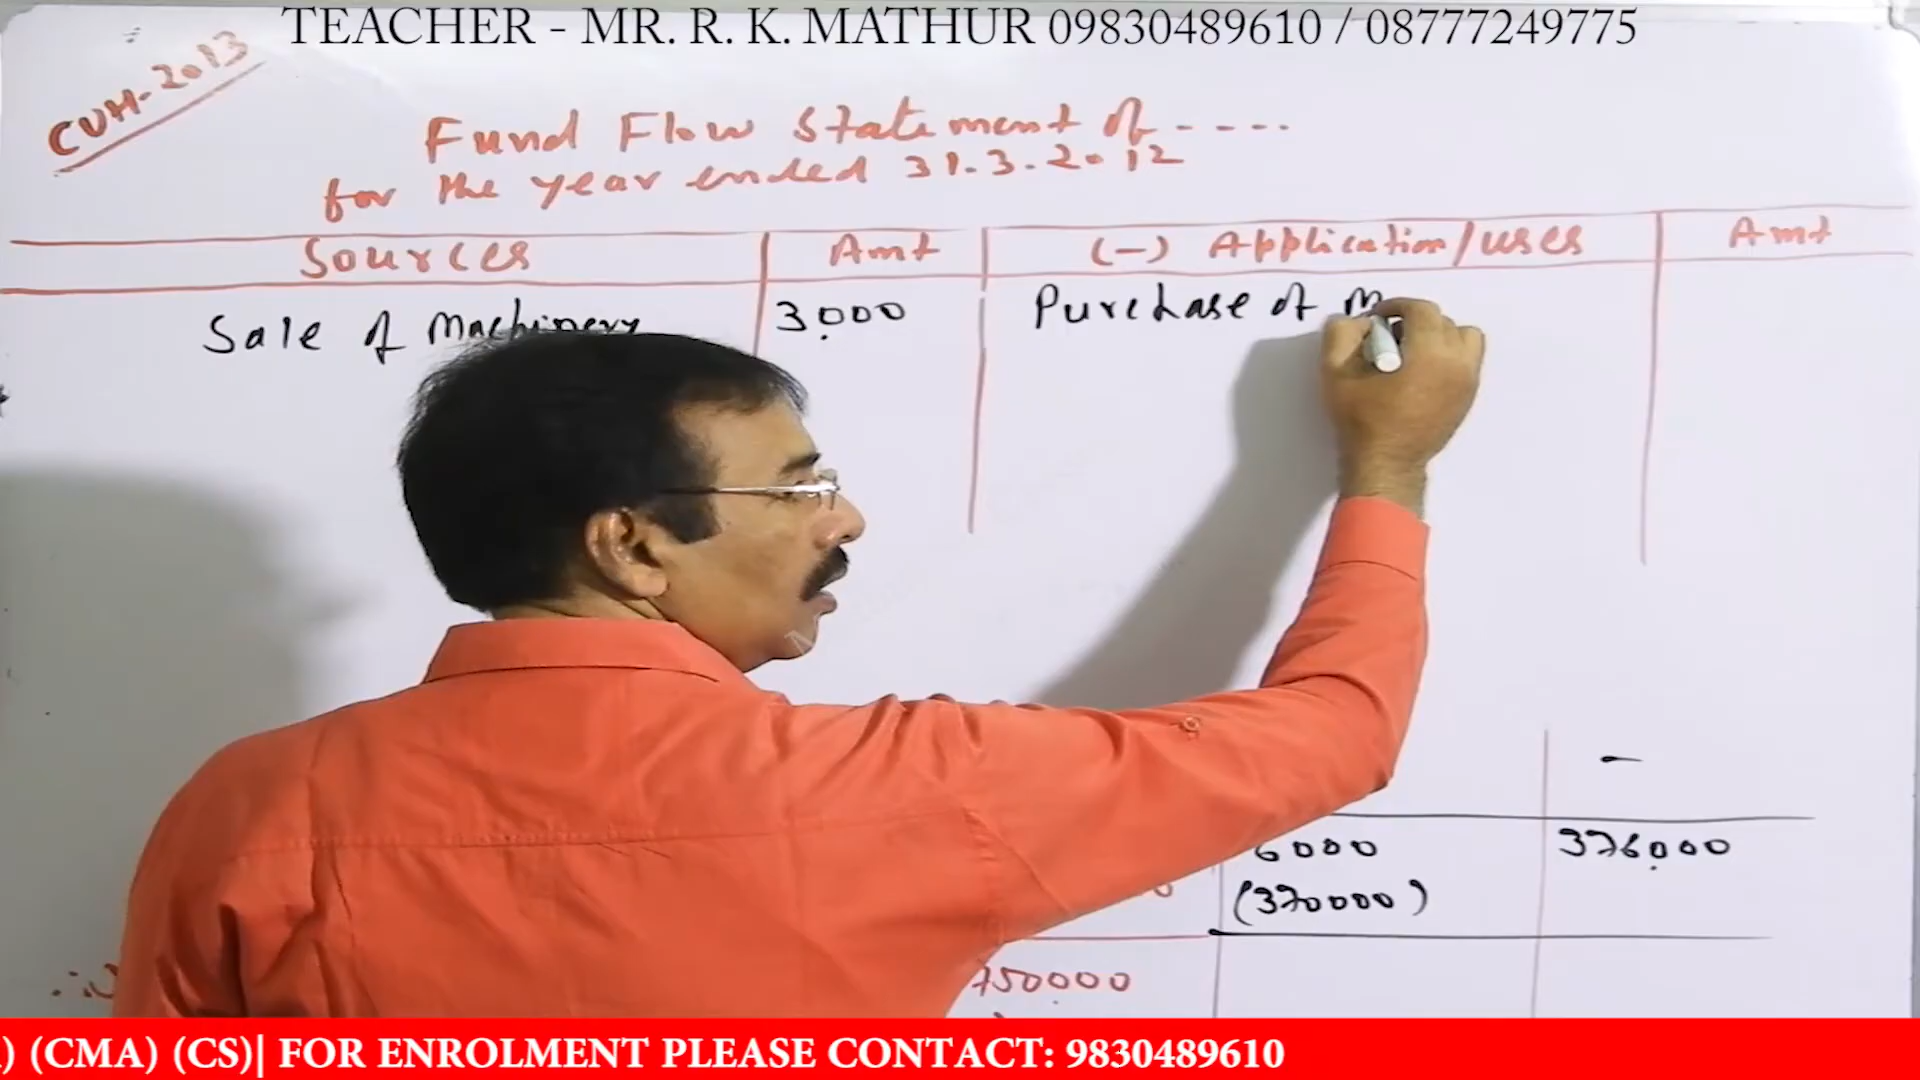 TEACHER - MR. R. K. MATHUR 09830489610 / 08777249775
CUH-2013
Fund Flow Statement of - - - -
for the year ended 31.3.2012
Sources Amt (-) Application/uses Amt
Sale of Machinery 3000 Purchase of M
-
6000 376000
(370000)
750000
) (CMA) (CS)| FOR ENROLMENT PLEASE CONTACT: 9830489610